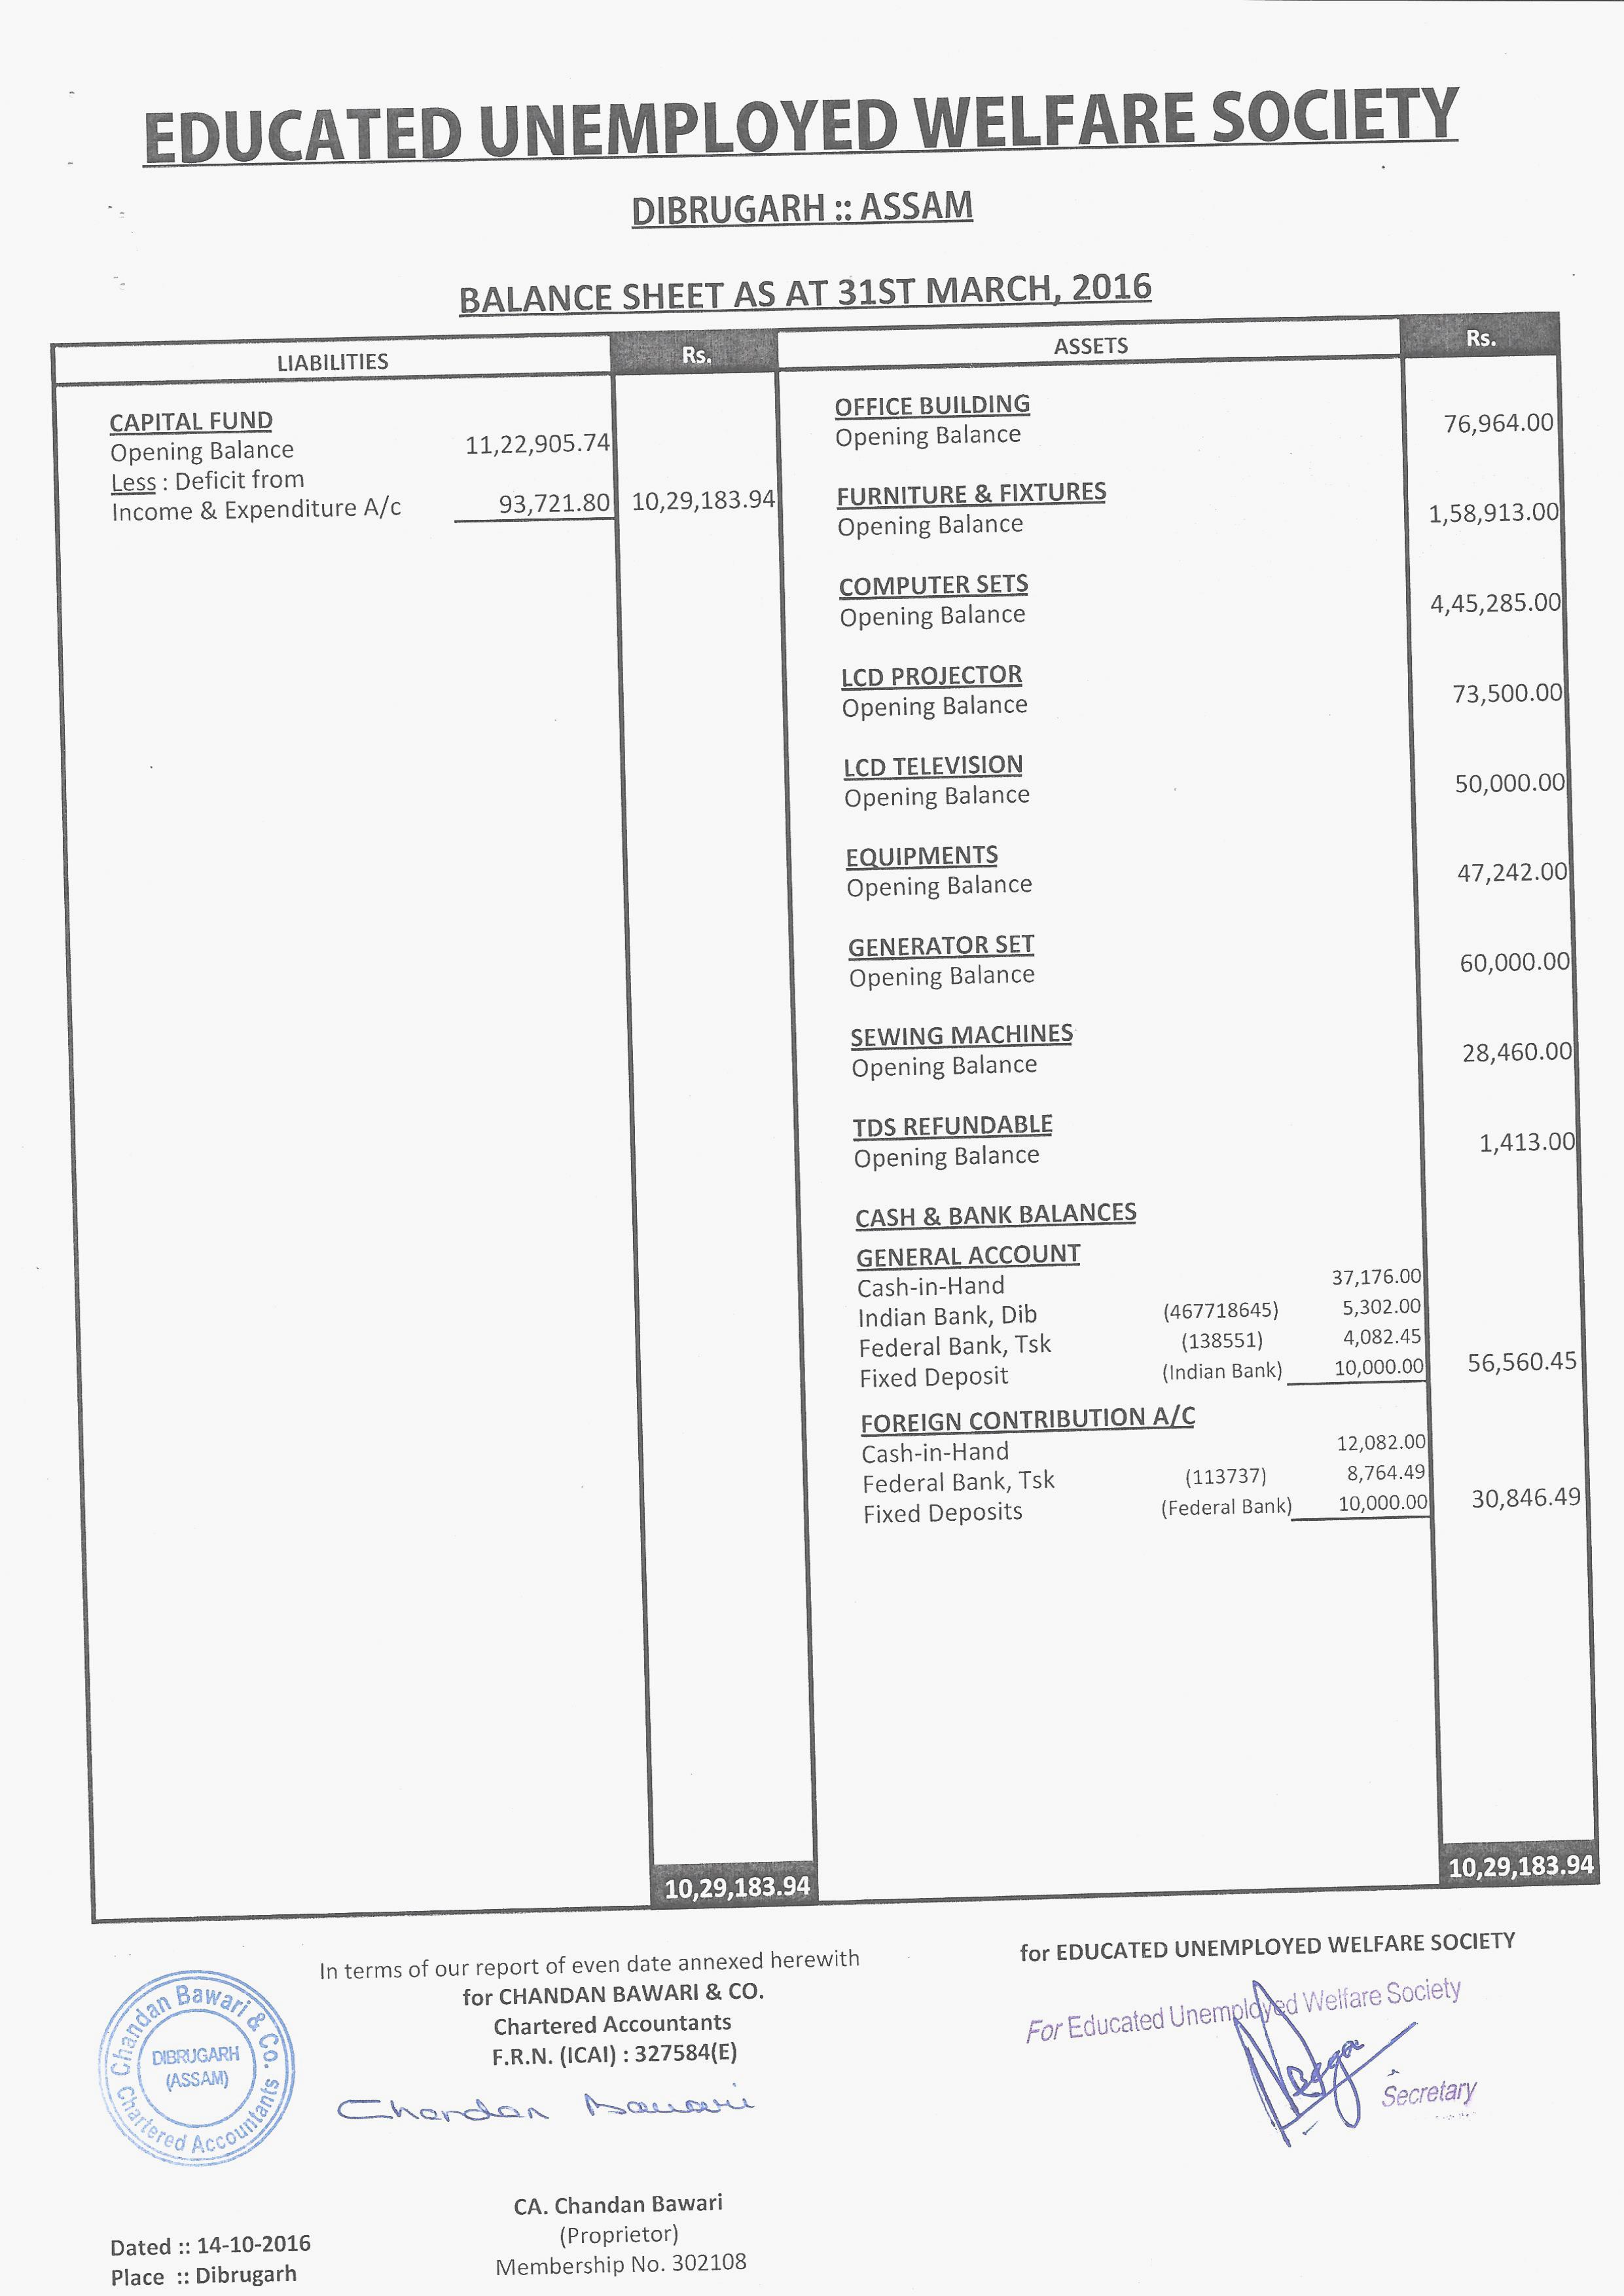 EDUCATED UNEMPLOYED WELFARE SOCIETY
DIBRUGARH :: ASSAM
BALANCE SHEET AS AT 31ST MARCH, 2016
LIABILITIES Rs. ASSETS Rs.
CAPITAL FUND
Opening Balance 11,22,905.74
Less : Deficit from
Income & Expenditure A/c 93,721.80 10,29,183.94
OFFICE BUILDING
Opening Balance 76,964.00
FURNITURE & FIXTURES
Opening Balance 1,58,913.00
COMPUTER SETS
Opening Balance 4,45,285.00
LCD PROJECTOR
Opening Balance 73,500.00
LCD TELEVISION
Opening Balance 50,000.00
EQUIPMENTS
Opening Balance 47,242.00
GENERATOR SET
Opening Balance 60,000.00
SEWING MACHINES
Opening Balance 28,460.00
TDS REFUNDABLE
Opening Balance 1,413.00
CASH & BANK BALANCES
GENERAL ACCOUNT
Cash-in-Hand 37,176.00
Indian Bank, Dib (467718645) 5,302.00
Federal Bank, Tsk (138551) 4,082.45
Fixed Deposit (Indian Bank) 10,000.00 56,560.45
FOREIGN CONTRIBUTION A/C
Cash-in-Hand 12,082.00
Federal Bank, Tsk (113737) 8,764.49
Fixed Deposits (Federal Bank) 10,000.00 30,846.49
10,29,183.94 10,29,183.94
In terms of our report of even date annexed herewith
for CHANDAN BAWARI & CO.
Chartered Accountants
F.R.N. (ICAI) : 327584(E)
Chandan Bawari
Chandan Bawari & Co.
DIBRUGARH
(ASSAM)
Chartered Accountants
for EDUCATED UNEMPLOYED WELFARE SOCIETY
For Educated Unemployed Welfare Society
Secretary
CA. Chandan Bawari
(Proprietor)
Membership No. 302108
Dated :: 14-10-2016
Place :: Dibrugarh